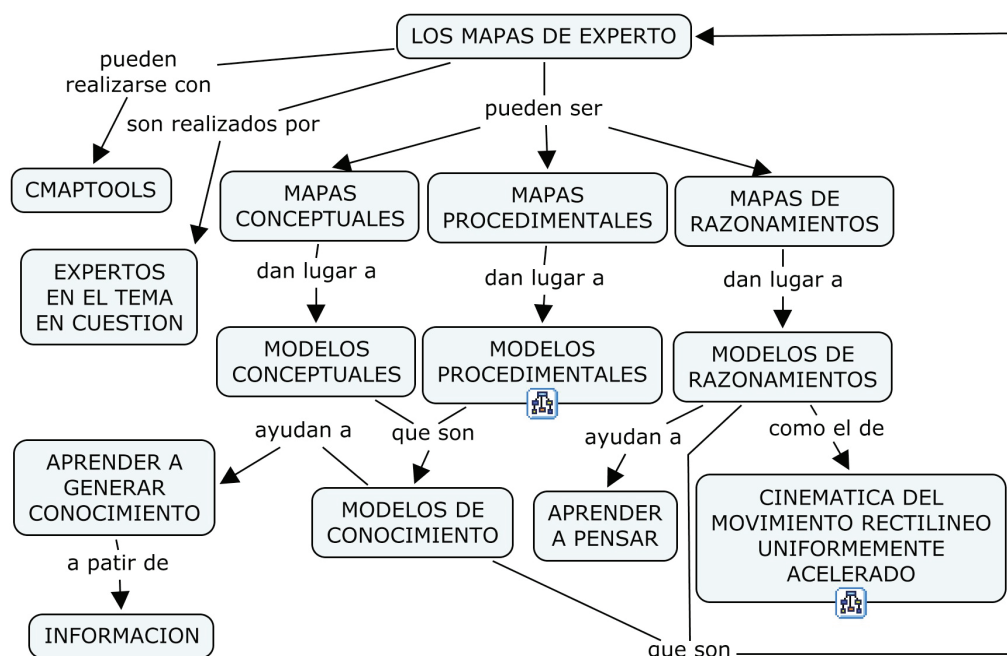 LOS MAPAS DE EXPERTO
pueden
realizarse con
son realizados por
pueden ser
CMAPTOOLS
MAPAS
CONCEPTUALES
MAPAS
PROCEDIMENTALES
MAPAS DE
RAZONAMIENTOS
EXPERTOS
EN EL TEMA
EN CUESTION
dan lugar a
dan lugar a
dan lugar a
MODELOS
CONCEPTUALES
MODELOS
PROCEDIMENTALES
MODELOS DE
RAZONAMIENTOS
ayudan a
que son
ayudan a
como el de
APRENDER A
GENERAR
CONOCIMIENTO
MODELOS DE
CONOCIMIENTO
APRENDER
A PENSAR
CINEMATICA DEL
MOVIMIENTO RECTILINEO
UNIFORMEMENTE
ACELERADO
a patir de
INFORMACION
que son